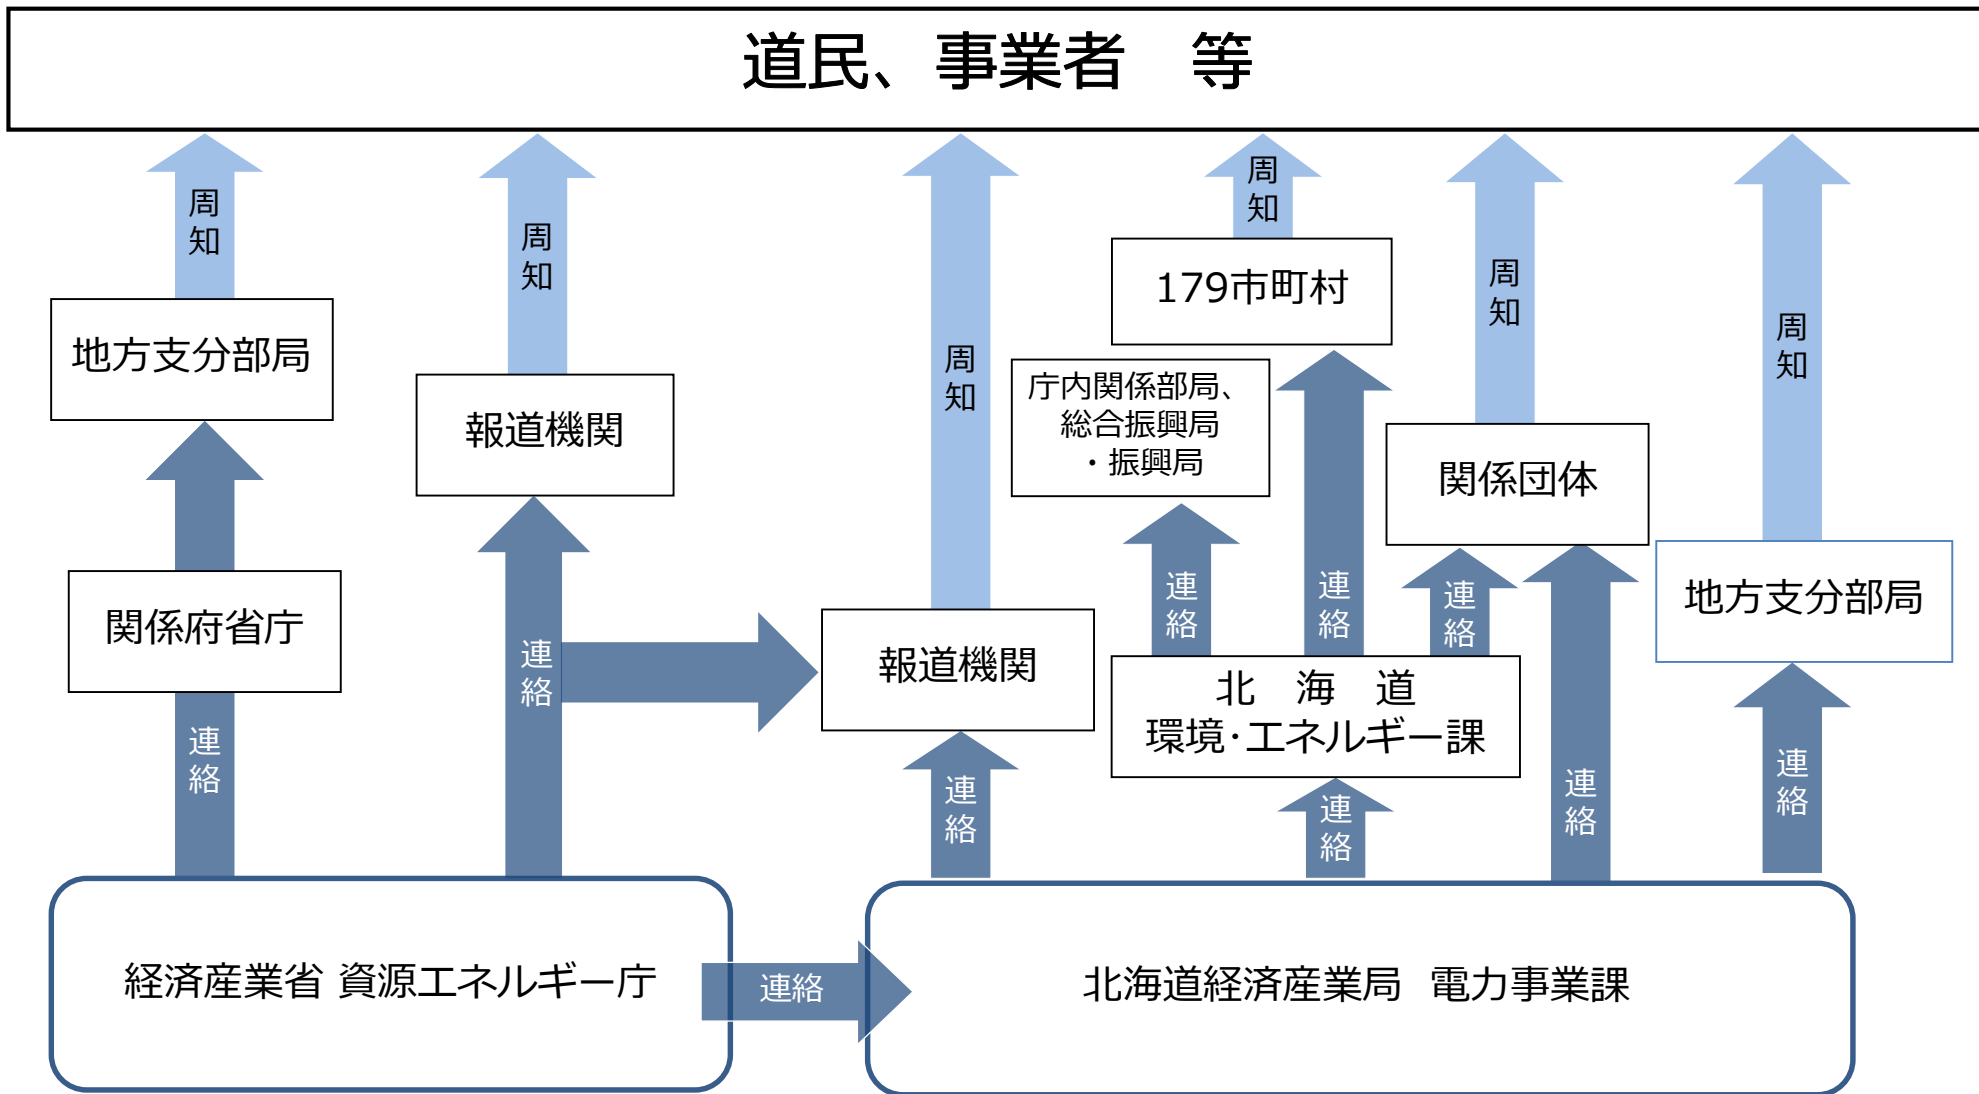 道民、事業者　等
周知
周知
周知
周知
周知
周知
地方支分部局
報道機関
179市町村
庁内関係部局、
総合振興局
・振興局
関係団体
地方支分部局
関係府省庁
報道機関
北　海　道
環境・エネルギー課
連絡
連絡
連絡
連絡
連絡
連絡
連絡
連絡
連絡
経済産業省 資源エネルギー庁
連絡
北海道経済産業局　電力事業課